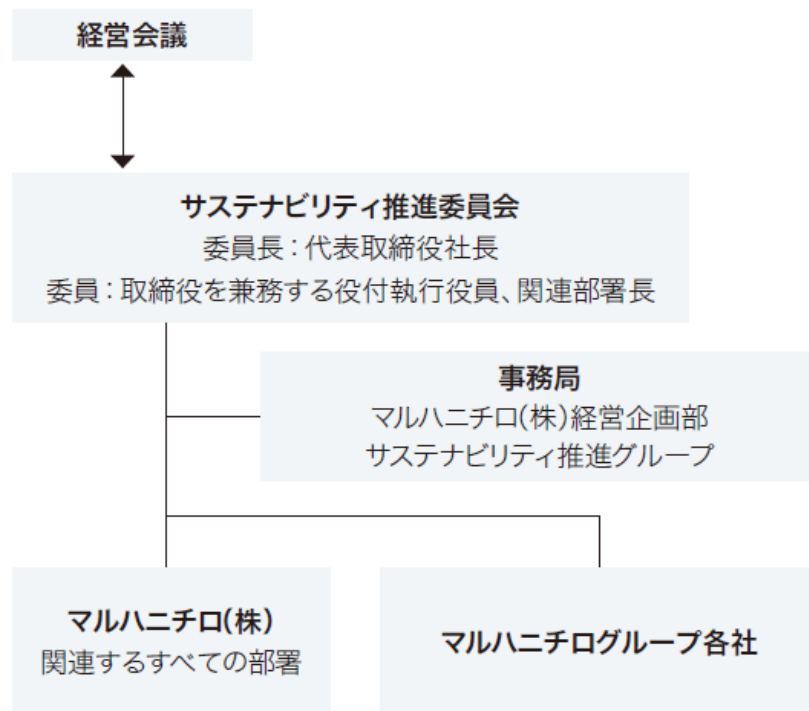 経営会議
サステナビリティ推進委員会
委員長：代表取締役社長
委員：取締役を兼務する役付執行役員、関連部署長
事務局
マルハニチロ（株）経営企画部
サステナビリティ推進グループ
マルハニチロ(株)
関連するすべての部署
マルハニチログループ各社